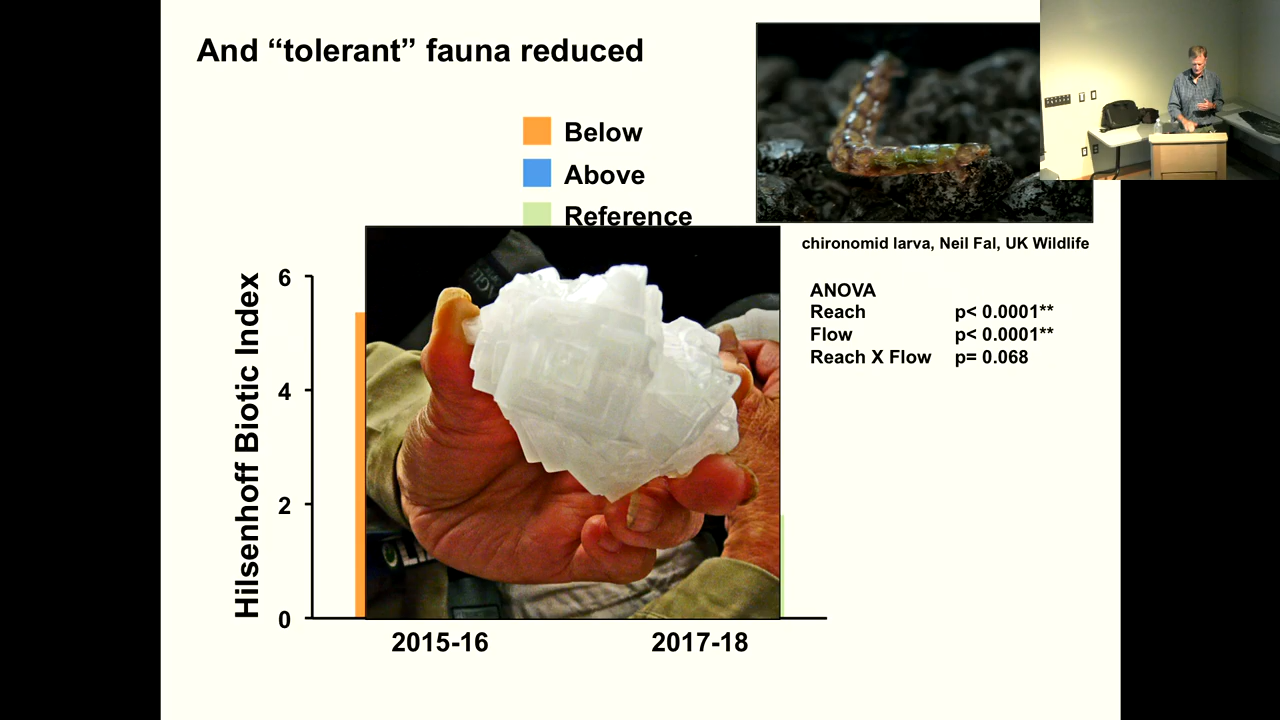 And “tolerant” fauna reduced
Below
Above
Reference
chironomid larva, Neil Fal, UK Wildlife
ANOVA
Reach p< 0.0001**
Flow p< 0.0001**
Reach X Flow p= 0.068
Hilsenhoff Biotic Index
6
4
2
0
2015-16
2017-18